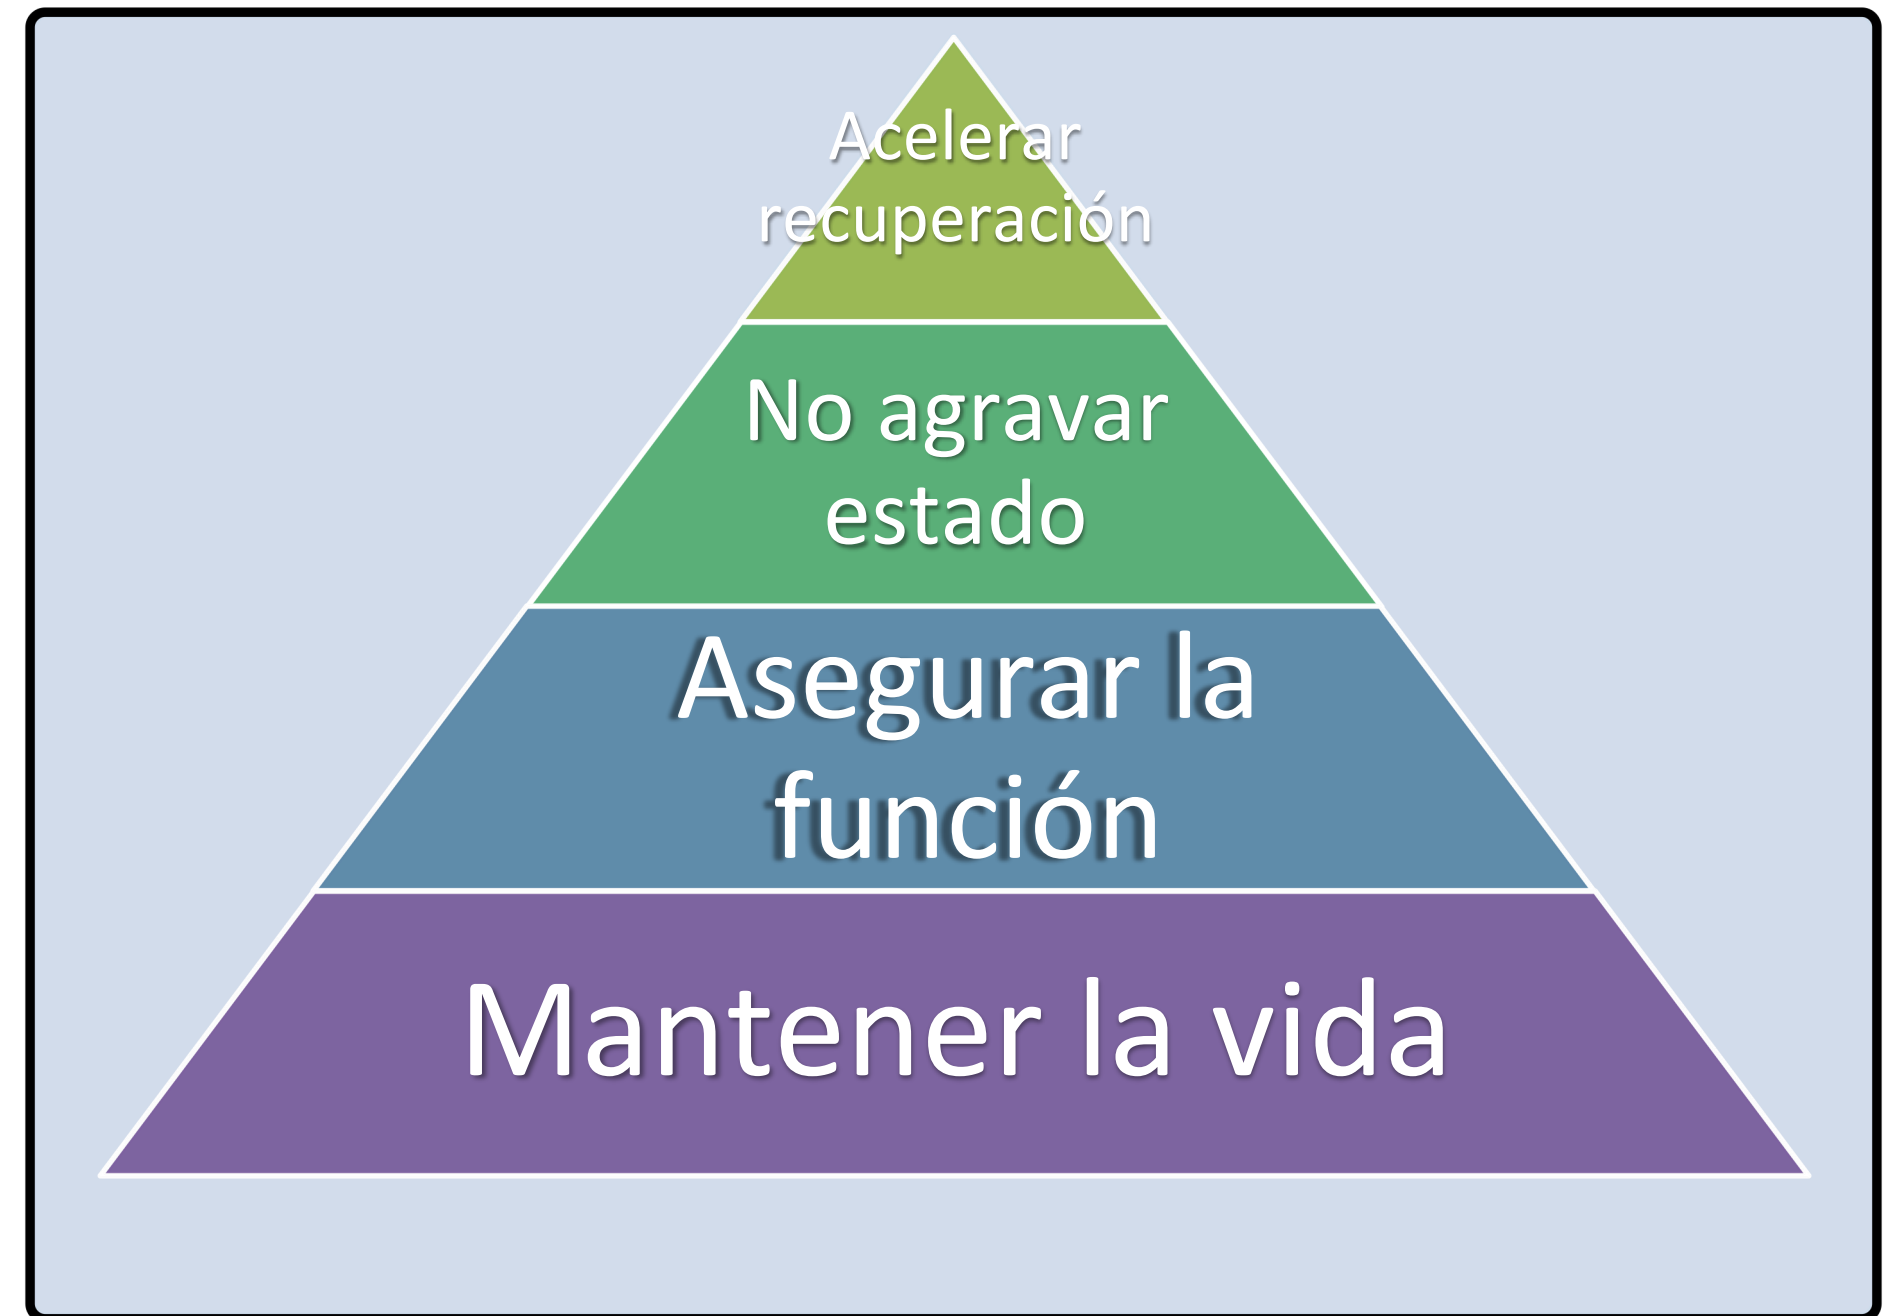 Acelerar
recuperación
No agravar
estado
Asegurar la
función
Mantener la vida